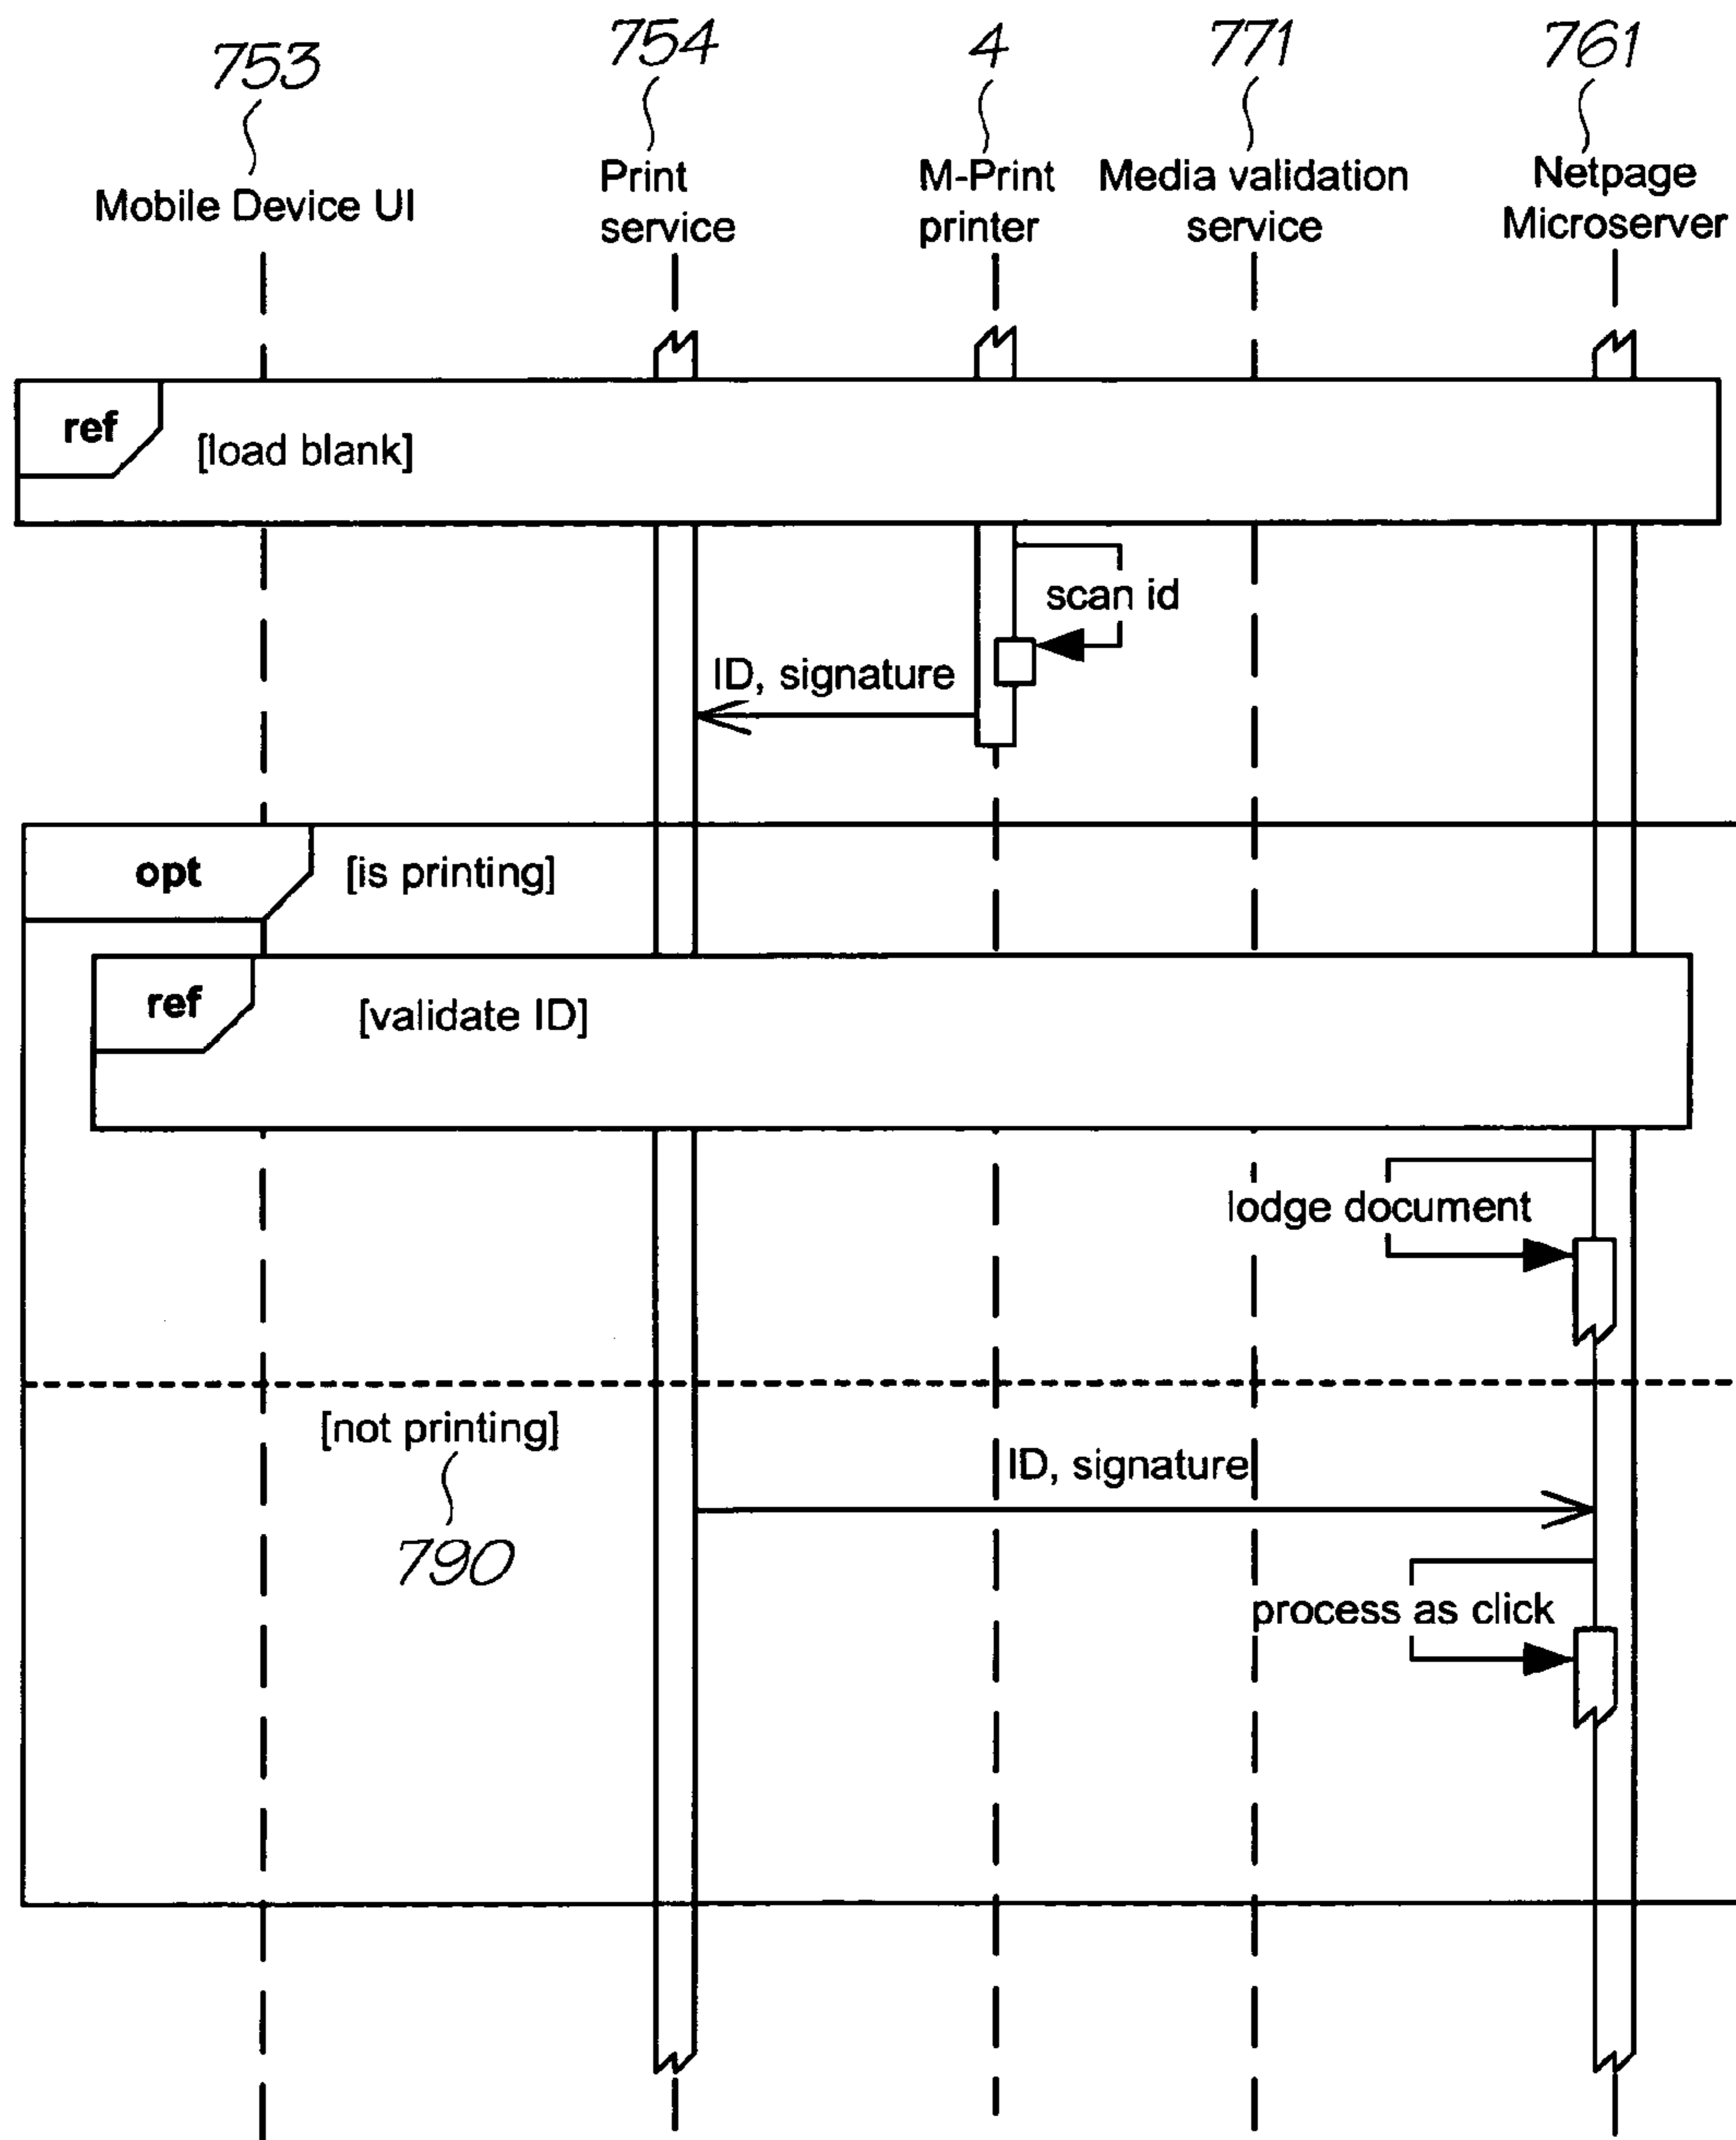 753
754
4
771
761
Mobile Device UI
Print
service
M-Print
printer
Media validation
service
Netpage
Microserver
ref
[load blank]
scan id
ID, signature
opt
[is printing]
ref
[validate ID]
lodge document
[not printing]
790
ID, signature
process as click